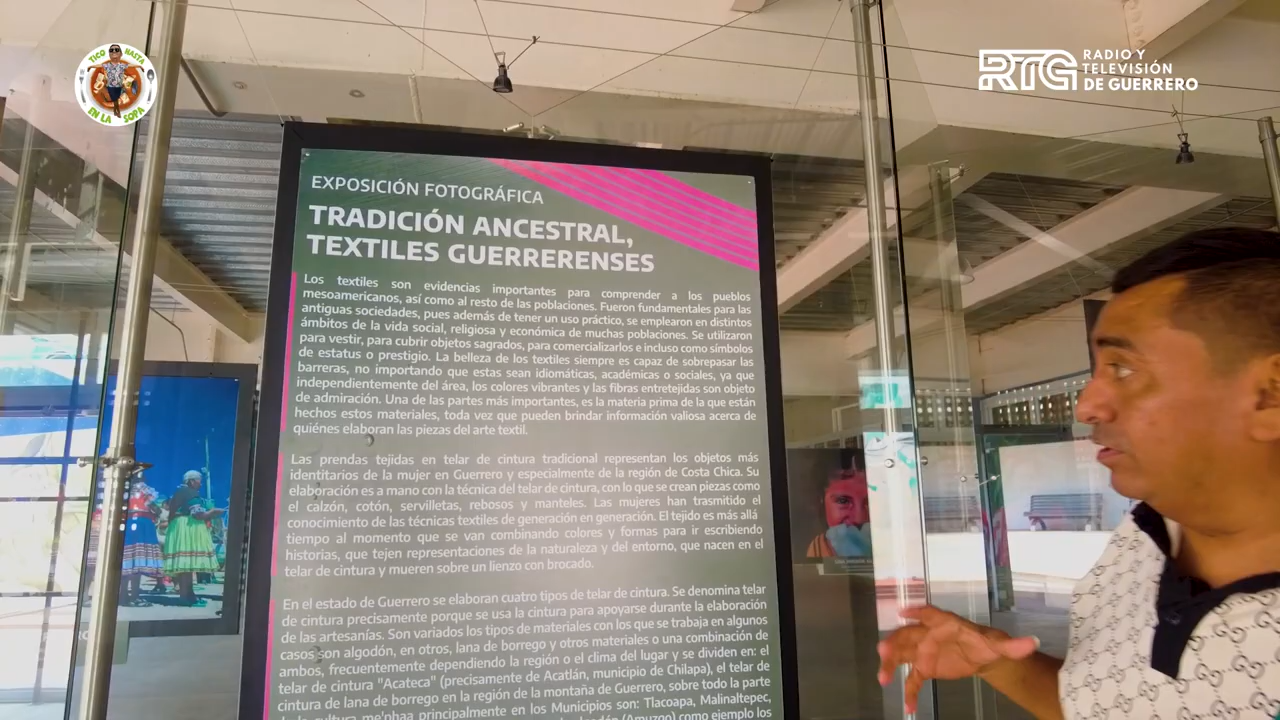 TICO HASTA
EN LA SOPA
RTG RADIO Y
TELEVISIÓN
DE GUERRERO
EXPOSICIÓN FOTOGRÁFICA
TRADICIÓN ANCESTRAL,
TEXTILES GUERRERENSES
Los textiles son evidencias importantes para comprender a los pueblos
mesoamericanos, así como al resto de las poblaciones. Fueron fundamentales para las
antiguas sociedades, pues además de tener un uso práctico, se emplearon en distintos
ámbitos de la vida social, religiosa y económica de muchas poblaciones. Se utilizaron
para vestir, para cubrir objetos sagrados, para comercializarlos e incluso como símbolos
de estatus o prestigio. La belleza de los textiles siempre es capaz de sobrepasar las
barreras, no importando que estas sean idiomáticas, académicas o sociales, ya que
independientemente del área, los colores vibrantes y las fibras entretejidas son objeto
de admiración. Una de las partes más importantes, es la materia prima de la que están
hechos estos materiales, toda vez que pueden brindar información valiosa acerca de
quiénes elaboran las piezas del arte textil.
Las prendas tejidas en telar de cintura tradicional representan los objetos más
identitarios de la mujer en Guerrero y especialmente de la región de Costa Chica. Su
elaboración es a mano con la técnica del telar de cintura, con lo que se crean piezas como
el calzón, cotón, servilletas, rebosos y manteles. Las mujeres han trasmitido el
conocimiento de las técnicas textiles de generación en generación. El tejido es más allá
tiempo al momento que se van combinando colores y formas para ir escribiendo
historias, que tejen representaciones de la naturaleza y del entorno, que nacen en el
telar de cintura y mueren sobre un lienzo con brocado.
En el estado de Guerrero se elaboran cuatro tipos de telar de cintura. Se denomina telar
de cintura precisamente porque se usa la cintura para apoyarse durante la elaboración
de las artesanías. Son variados los tipos de materiales con los que se trabaja en algunos
casos son algodón, en otros, lana de borrego y otros materiales o una combinación de
ambos, frecuentemente dependiendo la región o el clima del lugar y se dividen en: el
telar de cintura "Acateca" (precisamente de Acatlán, municipio de Chilapa), el telar de
cintura de lana de borrego en la región de la montaña de Guerrero, sobre todo la parte
cultura me'phaa principalmente en los Municipios son: Tlacoapa, Malinaltepec,
(Amuzgo) como ejemplo los